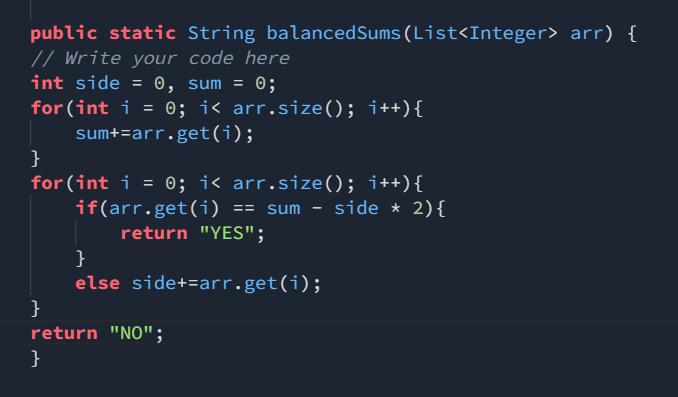 public static String balancedSums(List<Integer> arr) {
// Write your code here
int side = 0, sum = 0;
for(int i = 0; i< arr.size(); i++){
    sum+=arr.get(i);
}
for(int i = 0; i< arr.size(); i++){
    if(arr.get(i) == sum - side * 2){
        return "YES";
    }
    else side+=arr.get(i);
}
return "NO";
}